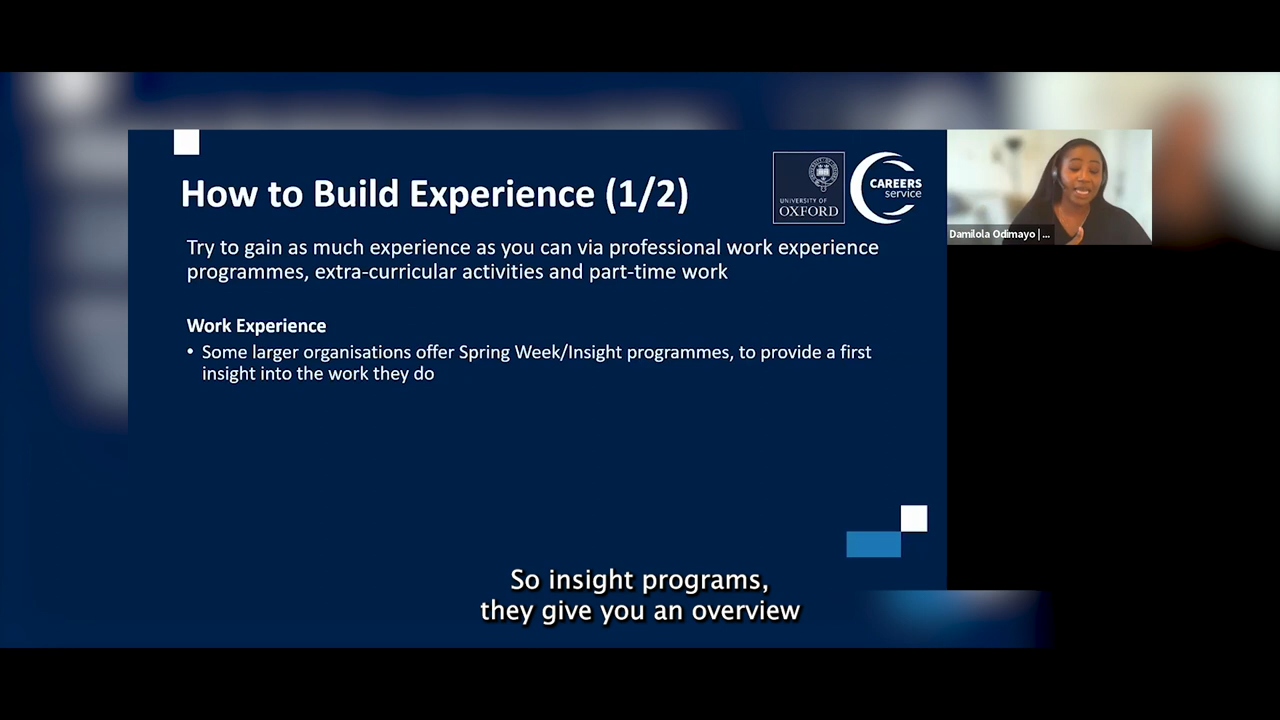 How to Build Experience (1/2)
UNIVERSITY OF
OXFORD
CAREERS
service
Damilola Odimayo | ...
Try to gain as much experience as you can via professional work experience
programmes, extra-curricular activities and part-time work
Work Experience
• Some larger organisations offer Spring Week/Insight programmes, to provide a first
insight into the work they do
So insight programs,
they give you an overview